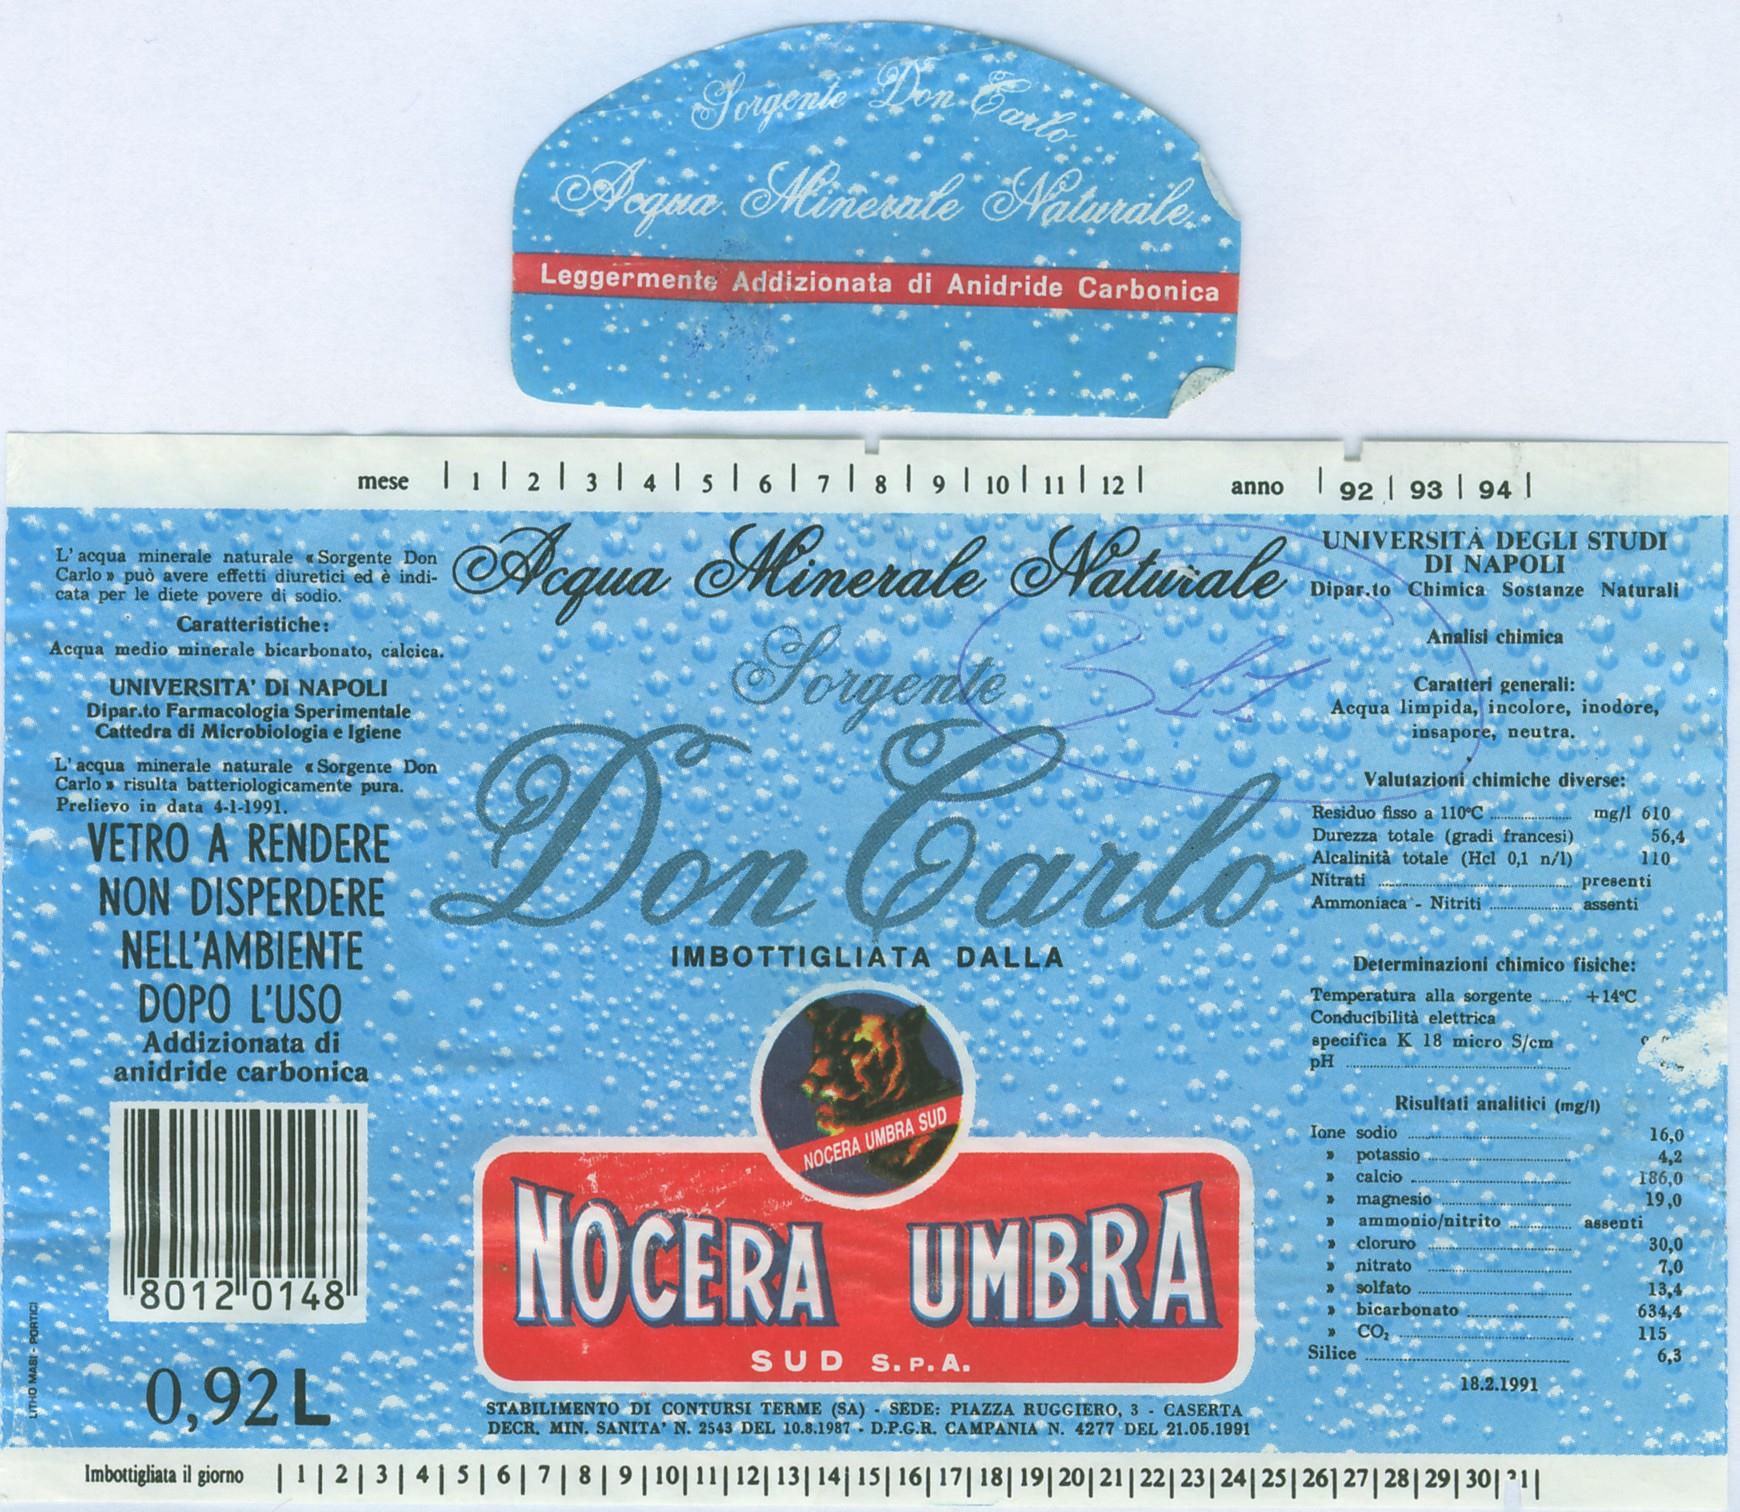 Sorgente Don Carlo
Acqua Minerale Naturale
Leggermente Addizionata di Anidride Carbonica
mese | 1 | 2 | 3 | 4 | 5 | 6 | 7 | 8 | 9 | 10 | 11 | 12 | anno | 92 | 93 | 94 |
L'acqua minerale naturale «Sorgente Don
Carlo» può avere effetti diuretici ed è indi-
cata per le diete povere di sodio.
Caratteristiche:
Acqua medio minerale bicarbonato, calcica.
UNIVERSITA' DI NAPOLI
Dipar.to Farmacologia Sperimentale
Cattedra di Microbiologia e Igiene
L'acqua minerale naturale «Sorgente Don
Carlo» risulta batteriologicamente pura.
Prelievo in data 4-1-1991.
VETRO A RENDERE
NON DISPERDERE
NELL'AMBIENTE
DOPO L'USO
Addizionata di
anidride carbonica
80120148
0,92 L
LITHO MASI - PORTICI
Acqua Minerale Naturale
Sorgente
Don Carlo
311
IMBOTTIGLIATA DALLA
NOCERA UMBRA SUD
NOCERA UMBRA
SUD S.P.A.
STABILIMENTO DI CONTURSI TERME (SA) - SEDE: PIAZZA RUGGIERO, 3 - CASERTA
DECR. MIN. SANITA' N. 2543 DEL 10.8.1987 - D.P.G.R. CAMPANIA N. 4277 DEL 21.05.1991
UNIVERSITÀ DEGLI STUDI
DI NAPOLI
Dipar.to Chimica Sostanze Naturali
Analisi chimica
Caratteri generali:
Acqua limpida, incolore, inodore,
insapore, neutra.
Valutazioni chimiche diverse:
Residuo fisso a 110°C mg/l 610
Durezza totale (gradi francesi) 56,4
Alcalinità totale (Hcl 0,1 n/l) 110
Nitrati presenti
Ammoniaca - Nitriti assenti
Determinazioni chimico fisiche:
Temperatura alla sorgente +14°C
Conducibilità elettrica
specifica K 18 micro S/cm
pH
Risultati analitici (mg/l)
Ione sodio 16,0
» potassio 4,2
» calcio 186,0
» magnesio 19,0
» ammonio/nitrito assenti
» cloruro 30,0
» nitrato 7,0
» solfato 13,4
» bicarbonato 634,4
» CO₂ 115
Silice 6,3
18.2.1991
Imbottigliata il giorno | 1 | 2 | 3 | 4 | 5 | 6 | 7 | 8 | 9 | 10 | 11 | 12 | 13 | 14 | 15 | 16 | 17 | 18 | 19 | 20 | 21 | 22 | 23 | 24 | 25 | 26 | 27 | 28 | 29 | 30 | 31 |